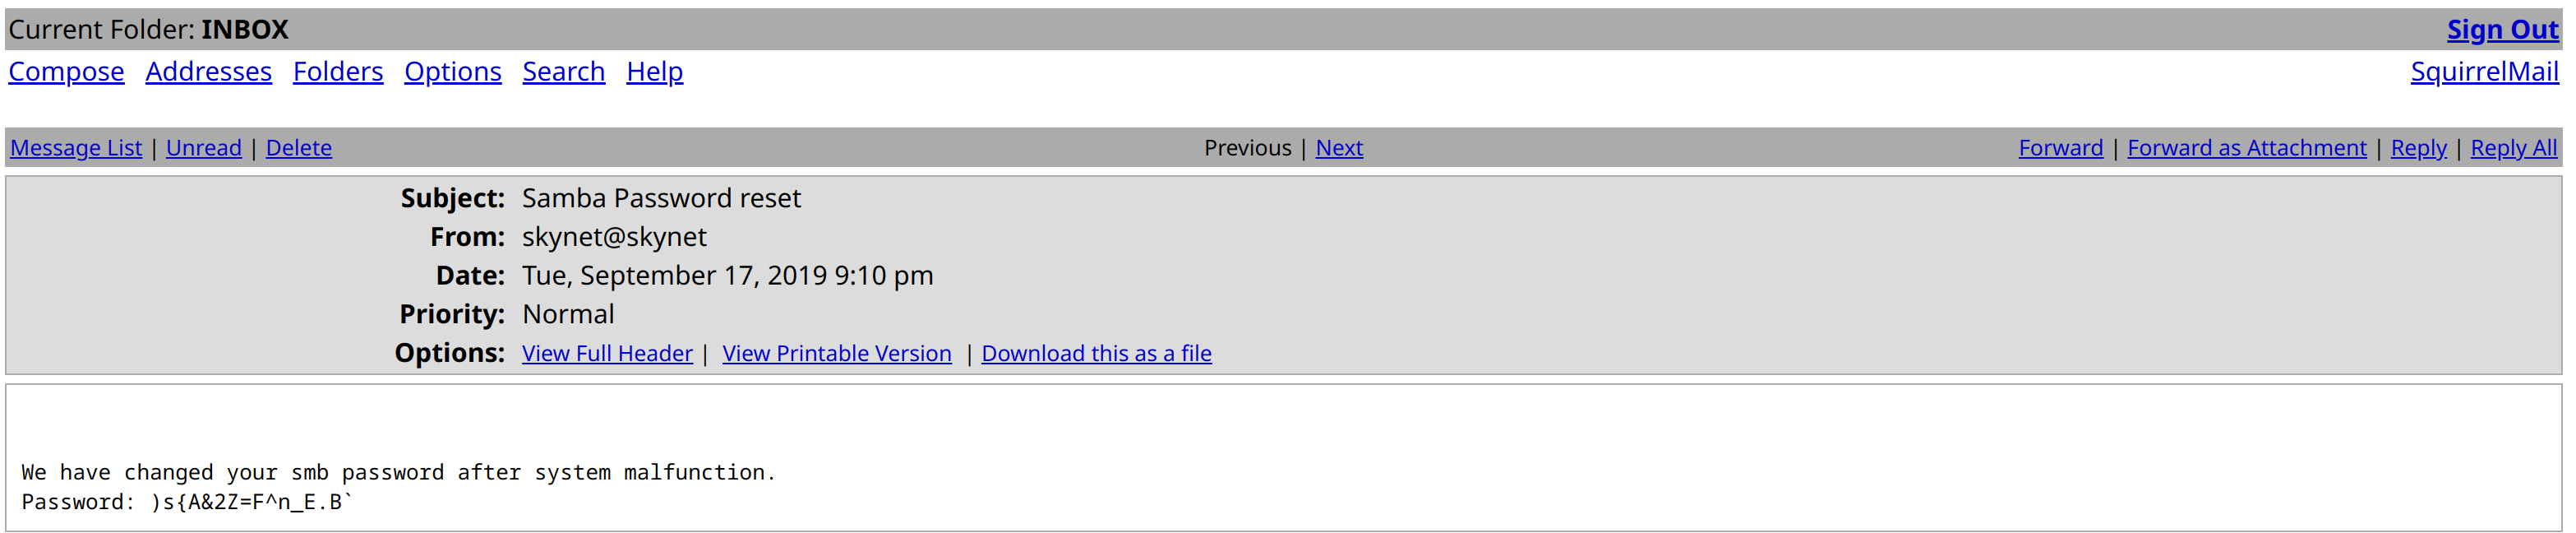 Current Folder: INBOX Sign Out
Compose Addresses Folders Options Search Help SquirrelMail
Message List | Unread | Delete Previous | Next Forward | Forward as Attachment | Reply | Reply All
Subject: Samba Password reset
From: skynet@skynet
Date: Tue, September 17, 2019 9:10 pm
Priority: Normal
Options: View Full Header | View Printable Version | Download this as a file
We have changed your smb password after system malfunction.
Password: )s{A&2Z=F^n_E.B`